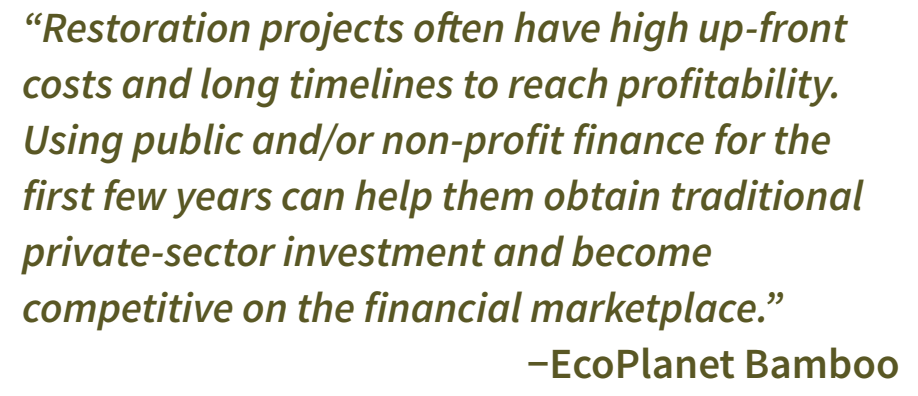 “Restoration projects often have high up-front
costs and long timelines to reach profitability.
Using public and/or non-profit finance for the
first few years can help them obtain traditional
private-sector investment and become
competitive on the financial marketplace.”
–EcoPlanet Bamboo